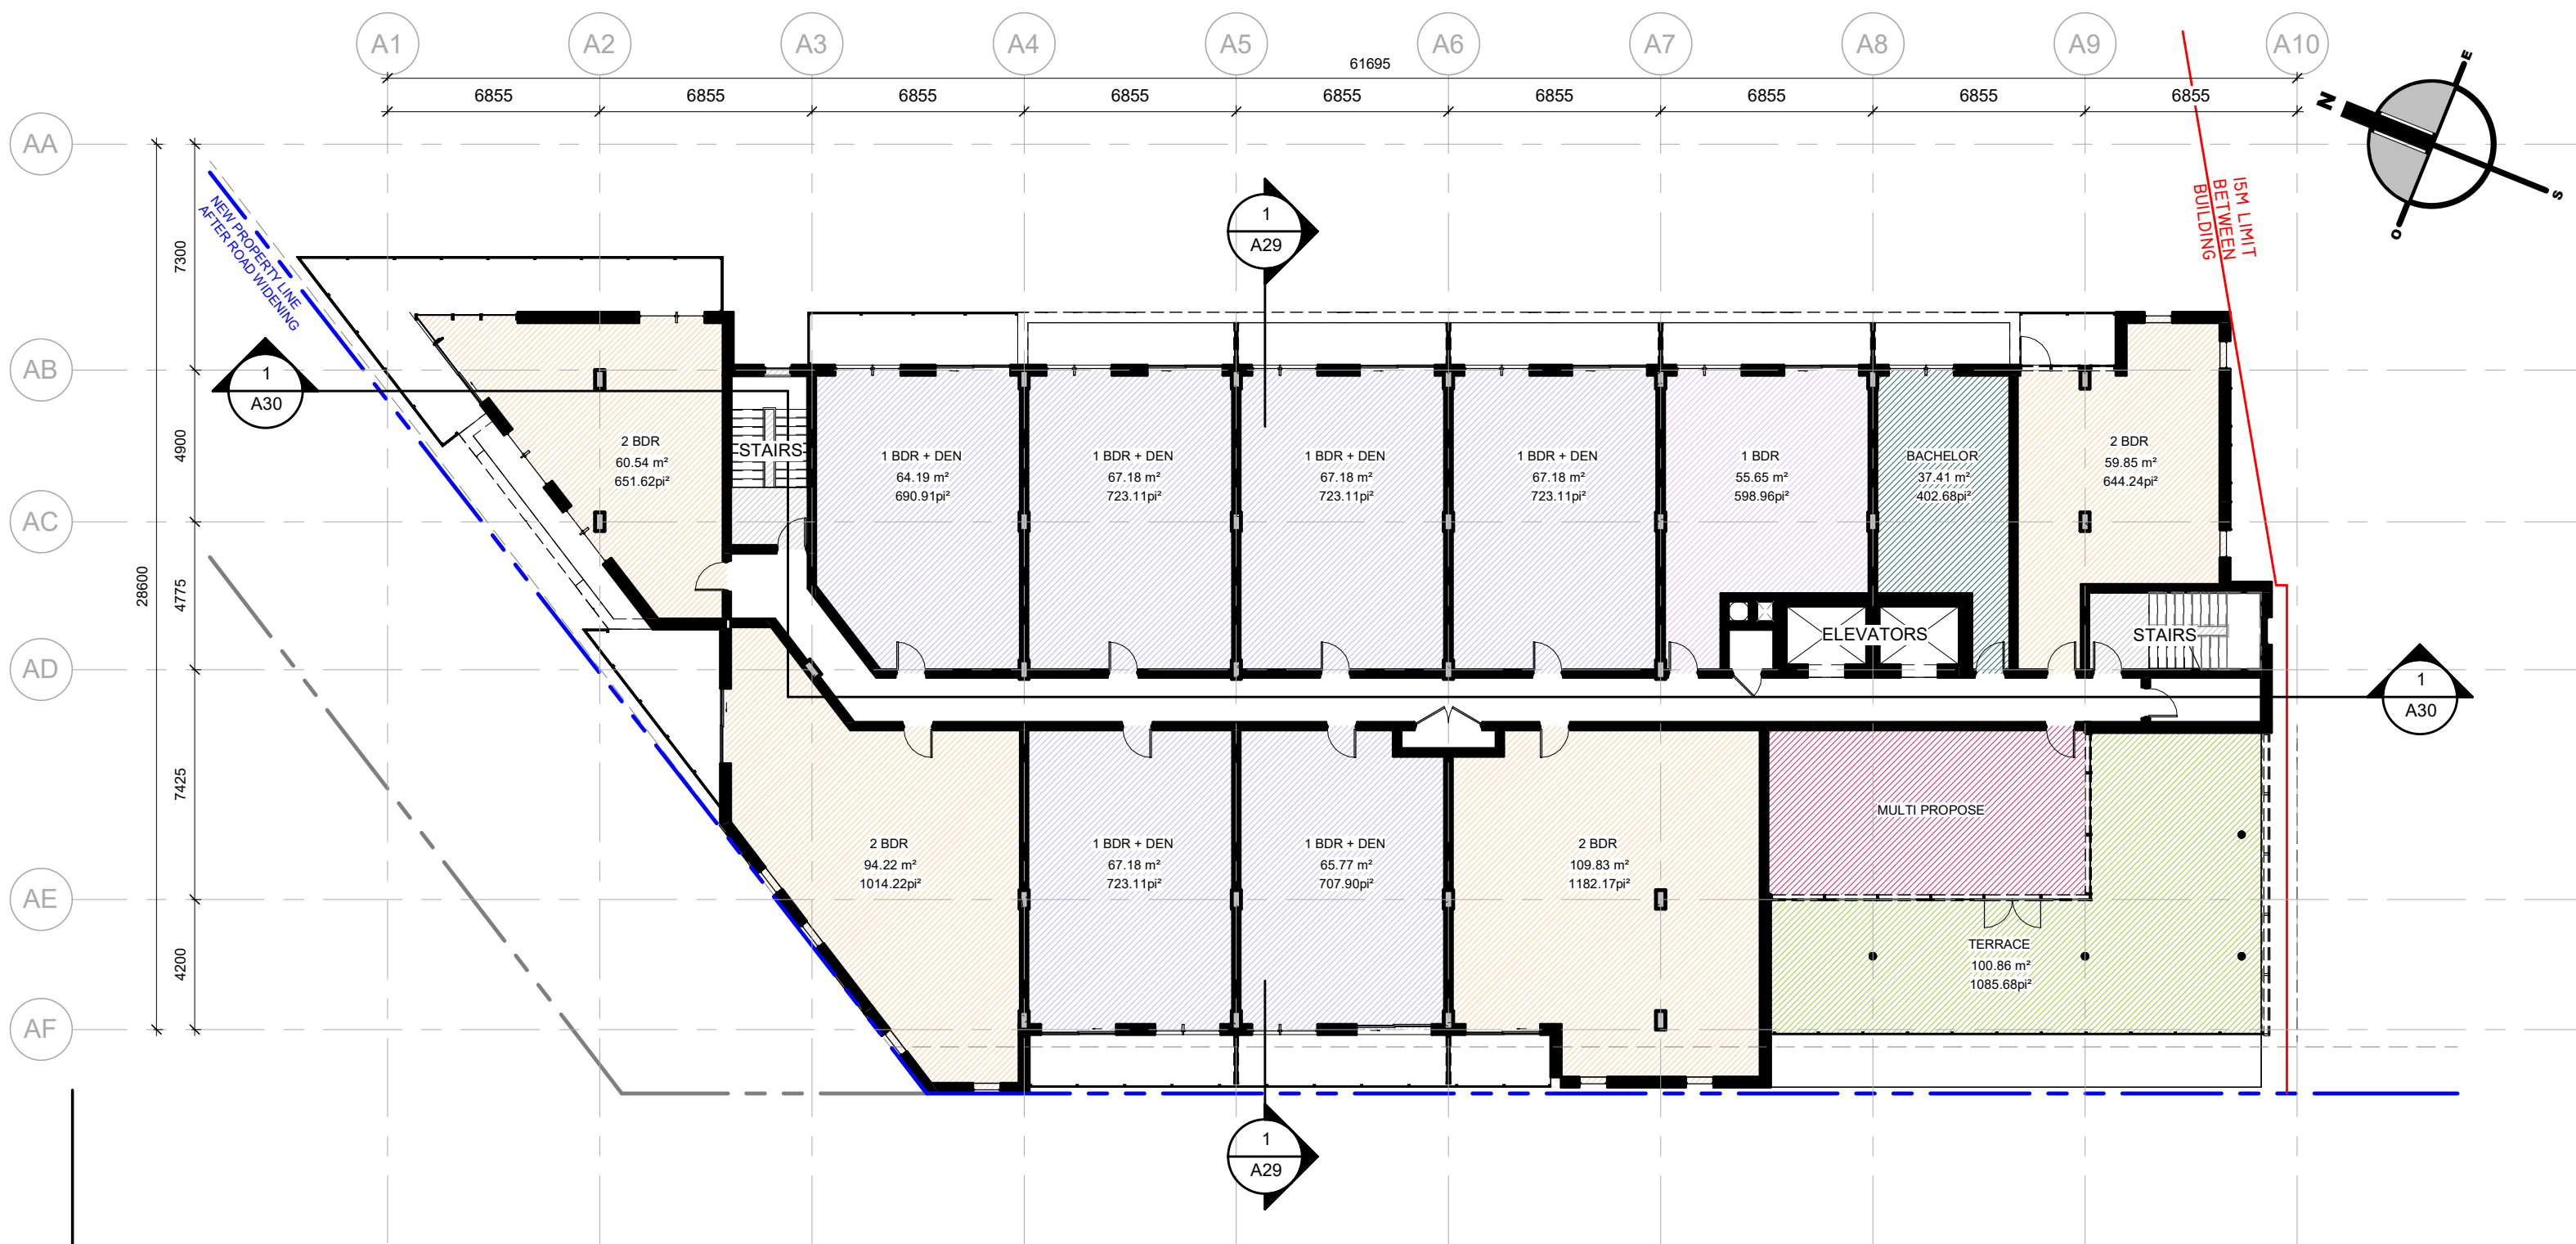 A1 A2 A3 A4 A5 A6 A7 A8 A9 A10
61695
6855 6855 6855 6855 6855 6855 6855 6855 6855
AA
AB
AC
AD
AE
AF
28600
7300
4900
4775
7425
4200
NEW PROPERTY LINE
AFTER ROAD WIDENING
15M LIMIT
BETWEEN
BUILDING
N
E
S
O
1
A29
1
A30
2 BDR
60.54 m²
651.62pi²
STAIRS
1 BDR + DEN
64.19 m²
690.91pi²
1 BDR + DEN
67.18 m²
723.11pi²
1 BDR + DEN
67.18 m²
723.11pi²
1 BDR + DEN
67.18 m²
723.11pi²
1 BDR
55.65 m²
598.96pi²
BACHELOR
37.41 m²
402.68pi²
2 BDR
59.85 m²
644.24pi²
ELEVATORS
STAIRS
1
A30
2 BDR
94.22 m²
1014.22pi²
1 BDR + DEN
67.18 m²
723.11pi²
1 BDR + DEN
65.77 m²
707.90pi²
2 BDR
109.83 m²
1182.17pi²
MULTI PROPOSE
TERRACE
100.86 m²
1085.68pi²
1
A29